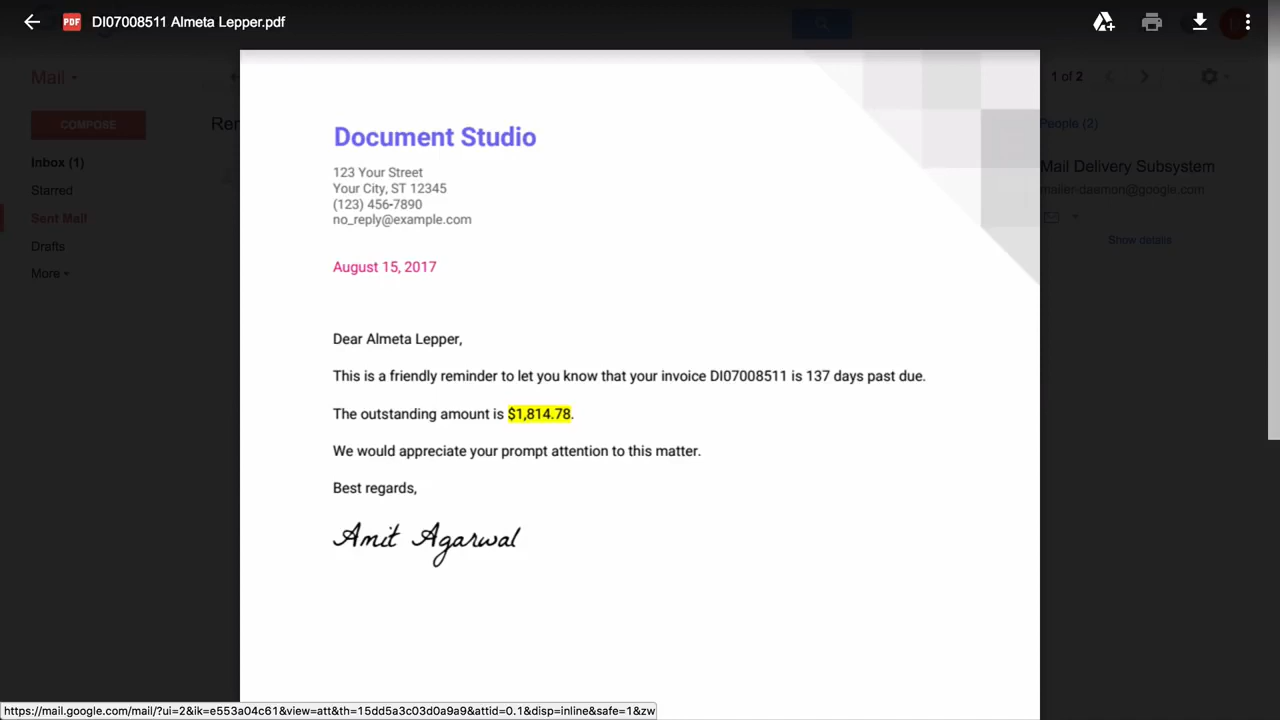 DI07008511 Almeta Lepper.pdf
PDF
Mail
1 of 2
COMPOSE
Inbox (1)
Starred
Sent Mail
Drafts
More
People (2)
Mail Delivery Subsystem
mailer-daemon@google.com
Show details
Document Studio
123 Your Street
Your City, ST 12345
(123) 456-7890
no_reply@example.com
August 15, 2017
Dear Almeta Lepper,
This is a friendly reminder to let you know that your invoice DI07008511 is 137 days past due.
The outstanding amount is $1,814.78.
We would appreciate your prompt attention to this matter.
Best regards,
Amit Agarwal
https://mail.google.com/mail/?ui=2&ik=e553a04c61&view=att&th=15dd5a3c03d0a9a9&attid=0.1&disp=inline&safe=1&zw